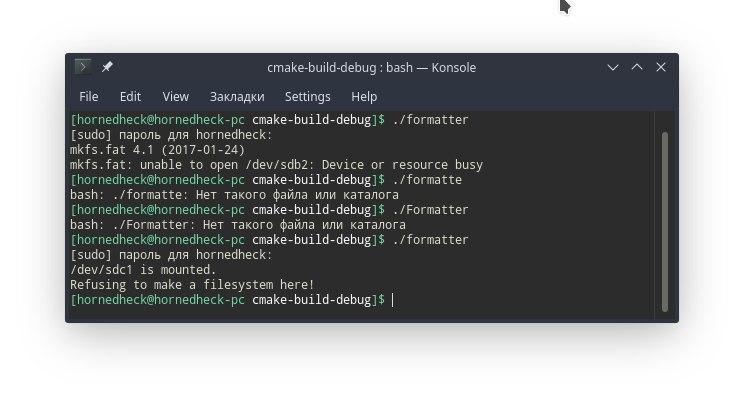 cmake-build-debug : bash — Konsole
File Edit View Закладки Settings Help
[hornedheck@hornedheck-pc cmake-build-debug]$ ./formatter
[sudo] пароль для hornedheck:
mkfs.fat 4.1 (2017-01-24)
mkfs.fat: unable to open /dev/sdb2: Device or resource busy
[hornedheck@hornedheck-pc cmake-build-debug]$ ./formatte
bash: ./formatte: Нет такого файла или каталога
[hornedheck@hornedheck-pc cmake-build-debug]$ ./Formatter
bash: ./Formatter: Нет такого файла или каталога
[hornedheck@hornedheck-pc cmake-build-debug]$ ./formatter
[sudo] пароль для hornedheck:
/dev/sdc1 is mounted.
Refusing to make a filesystem here!
[hornedheck@hornedheck-pc cmake-build-debug]$